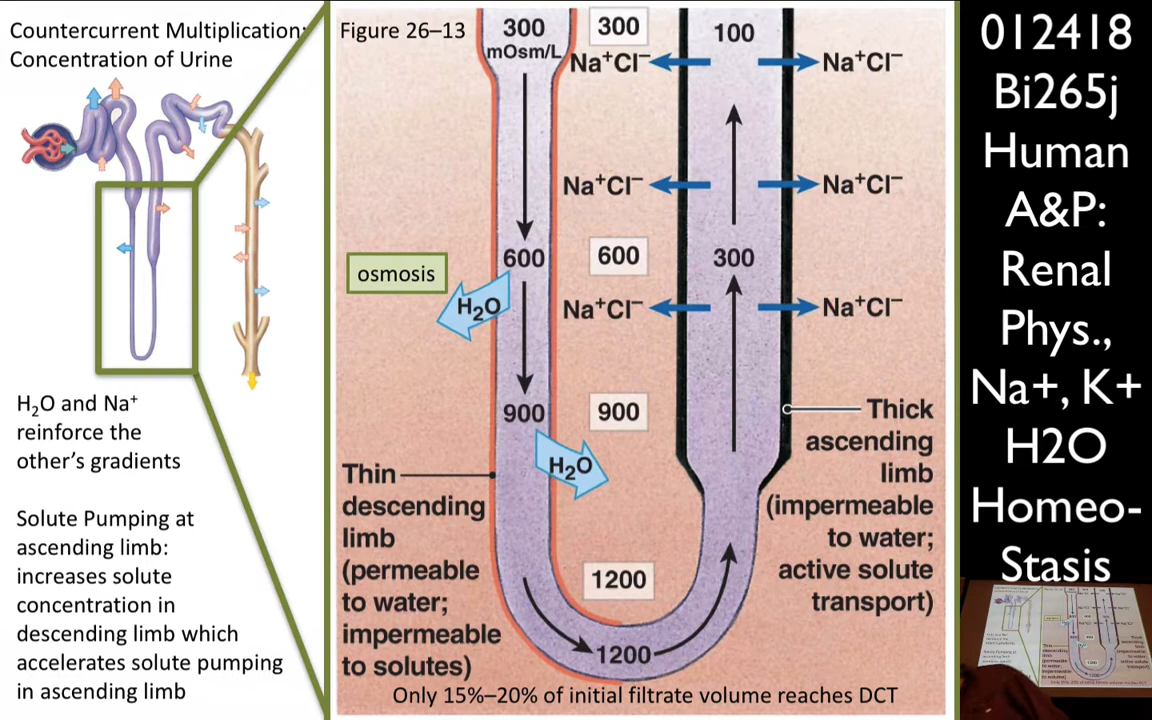 Countercurrent Multiplication:
Concentration of Urine
H₂O and Na⁺
reinforce the
other's gradients
Solute Pumping at
ascending limb:
increases solute
concentration in
descending limb which
accelerates solute pumping
in ascending limb
Figure 26–13
300
mOsm/L
300
100
Na⁺Cl⁻
Na⁺Cl⁻
Na⁺Cl⁻
Na⁺Cl⁻
600
600
300
osmosis
H₂O
Na⁺Cl⁻
Na⁺Cl⁻
900
900
H₂O
Thin
descending
limb
(permeable
to water;
impermeable
to solutes)
Thick
ascending
limb
(impermeable
to water;
active solute
transport)
1200
1200
Only 15%–20% of initial filtrate volume reaches DCT
012418
Bi265j
Human
A&P:
Renal
Phys.,
Na+, K+
H2O
Homeo-
Stasis